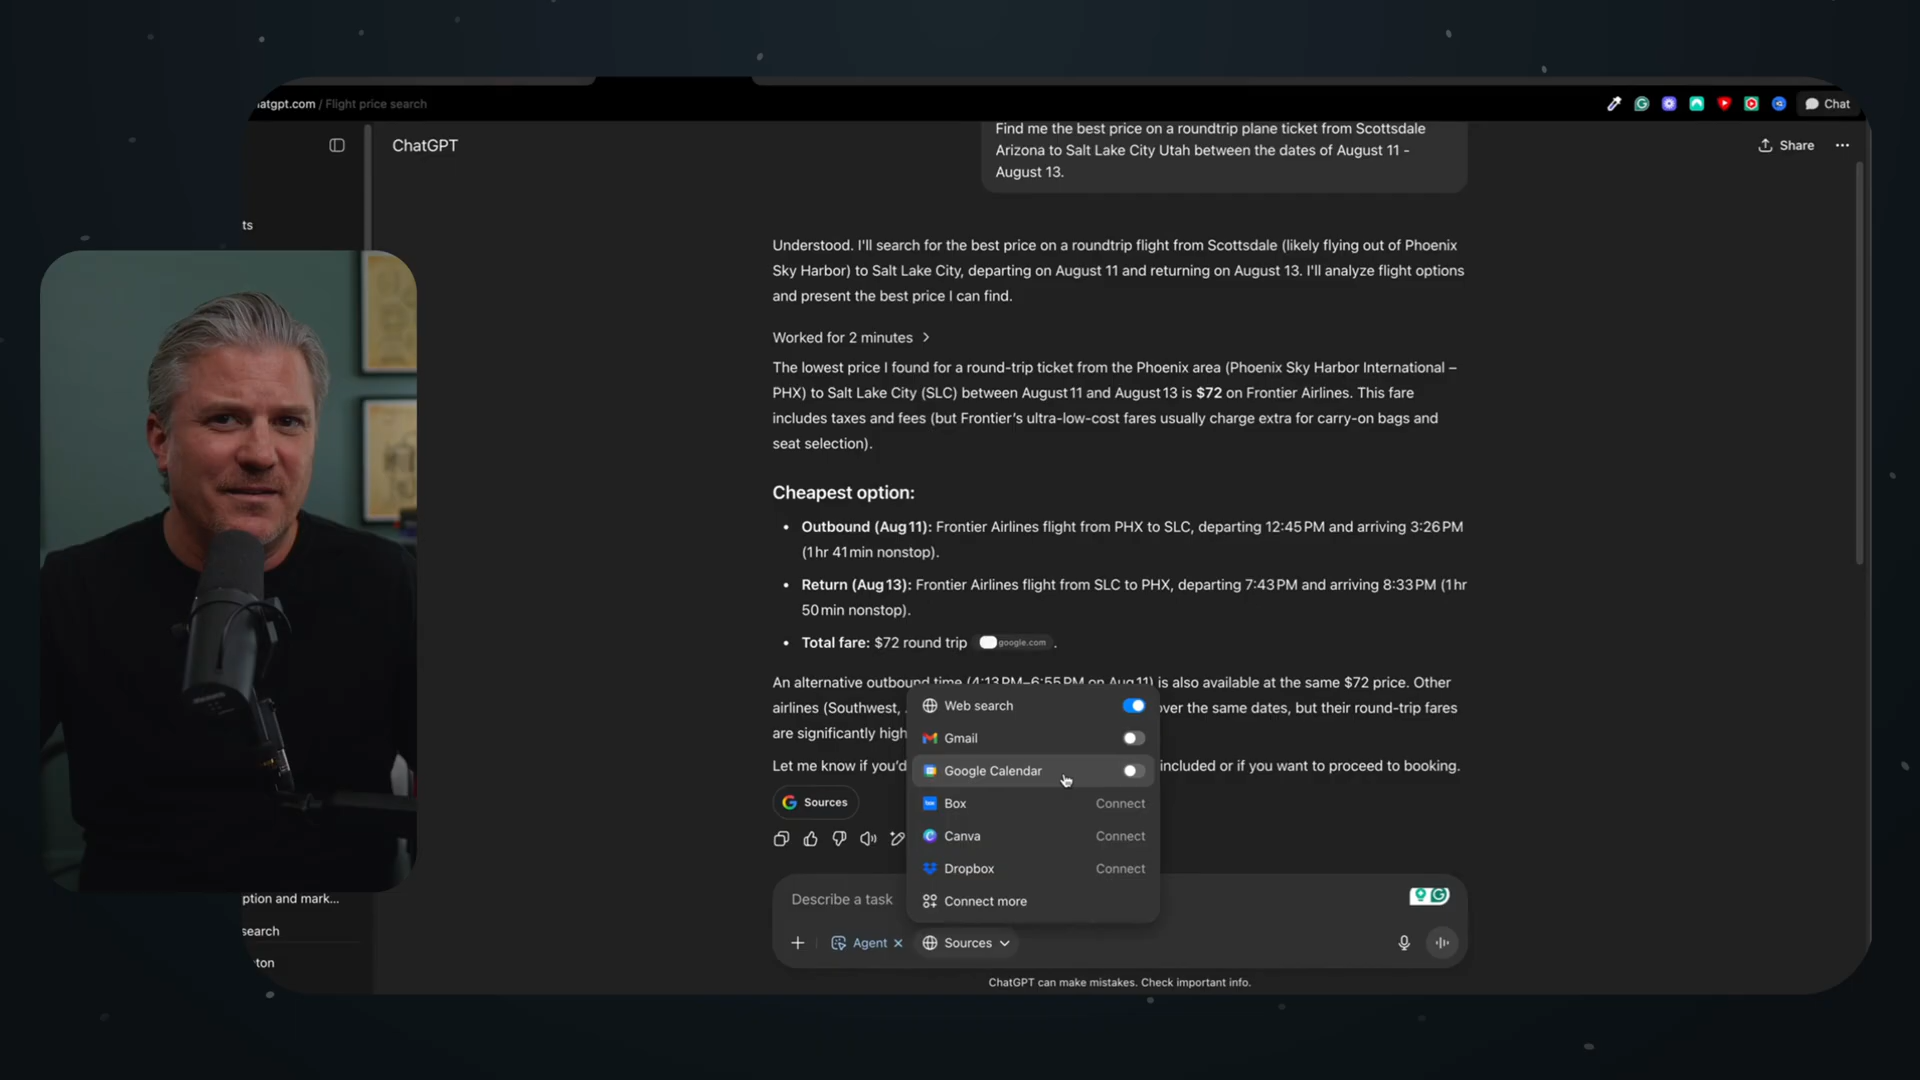 atgpt.com / Flight price search
Chat
ChatGPT
Share
Find me the best price on a roundtrip plane ticket from Scottsdale
Arizona to Salt Lake City Utah between the dates of August 11 -
August 13.
ts
Understood. I'll search for the best price on a roundtrip flight from Scottsdale (likely flying out of Phoenix
Sky Harbor) to Salt Lake City, departing on August 11 and returning on August 13. I'll analyze flight options
and present the best price I can find.
Worked for 2 minutes
The lowest price I found for a round-trip ticket from the Phoenix area (Phoenix Sky Harbor International –
PHX) to Salt Lake City (SLC) between August 11 and August 13 is $72 on Frontier Airlines. This fare
includes taxes and fees (but Frontier's ultra-low-cost fares usually charge extra for carry-on bags and
seat selection).
Cheapest option:
• Outbound (Aug 11): Frontier Airlines flight from PHX to SLC, departing 12:45 PM and arriving 3:26 PM
(1 hr 41 min nonstop).
• Return (Aug 13): Frontier Airlines flight from SLC to PHX, departing 7:43 PM and arriving 8:33 PM (1 hr
50 min nonstop).
• Total fare: $72 round trip google.com .
An alternative outbound time (4:13 PM–6:55 PM on Aug 11) is also available at the same $72 price. Other
airlines (Southwest, over the same dates, but their round-trip fares
are significantly high
Let me know if you'd included or if you want to proceed to booking.
Web search
Gmail
Google Calendar
Box Connect
Canva Connect
Dropbox Connect
Connect more
Sources
ption and mark...
search
ton
Describe a task
Agent × Sources
ChatGPT can make mistakes. Check important info.